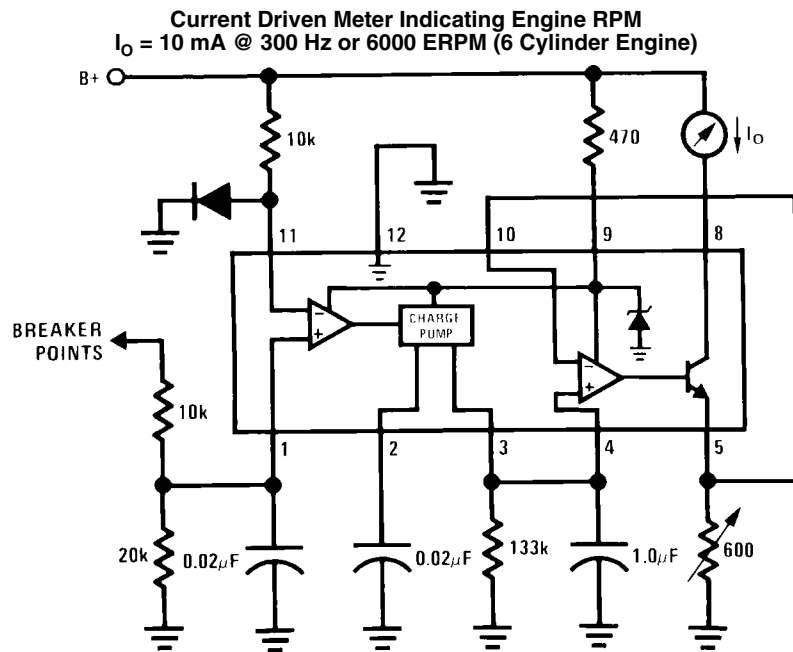 Current Driven Meter Indicating Engine RPM
I_O = 10 mA @ 300 Hz or 6000 ERPM (6 Cylinder Engine)
B+
10k
470
I_O
11
12
10
9
8
−
+
CHARGE
PUMP
−
+
BREAKER
POINTS
10k
1
2
3
4
5
20k
0.02μF
0.02μF
133k
1.0μF
600